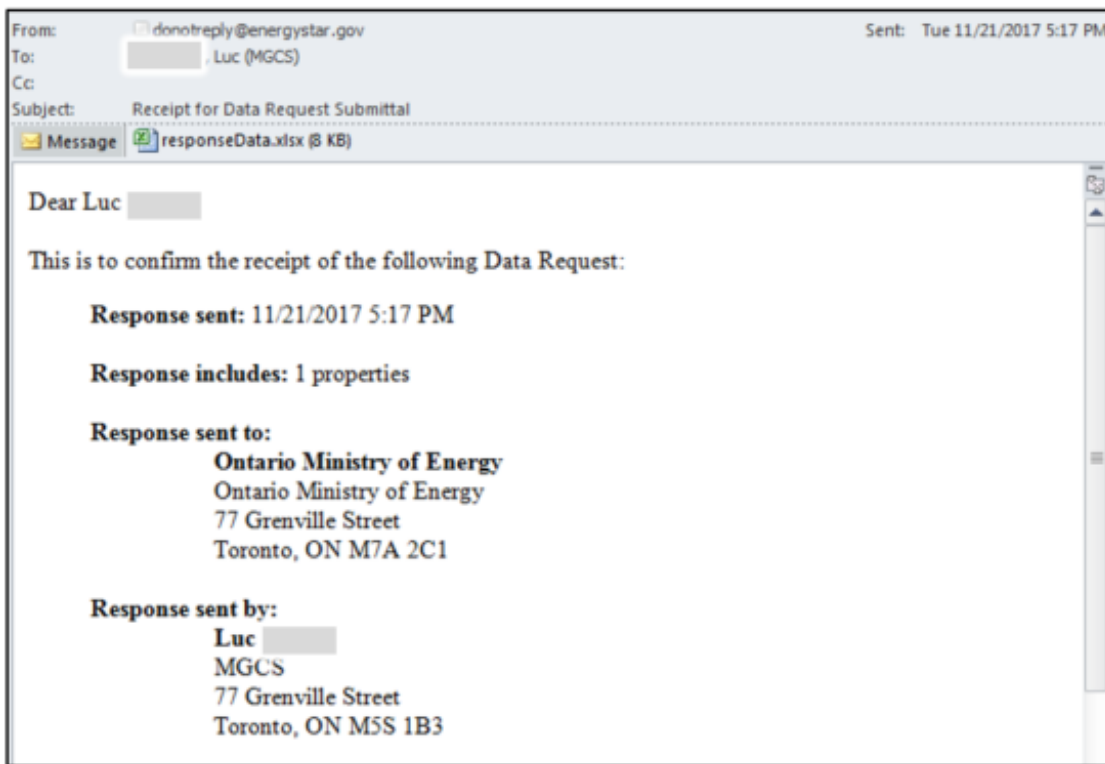 From: donotreply@energystar.gov Sent: Tue 11/21/2017 5:17 PM
To: , Luc (MGCS)
Cc:
Subject: Receipt for Data Request Submittal
Message responseData.xlsx (8 KB)
Dear Luc
This is to confirm the receipt of the following Data Request:
Response sent: 11/21/2017 5:17 PM
Response includes: 1 properties
Response sent to:
Ontario Ministry of Energy
Ontario Ministry of Energy
77 Grenville Street
Toronto, ON M7A 2C1
Response sent by:
Luc
MGCS
77 Grenville Street
Toronto, ON M5S 1B3